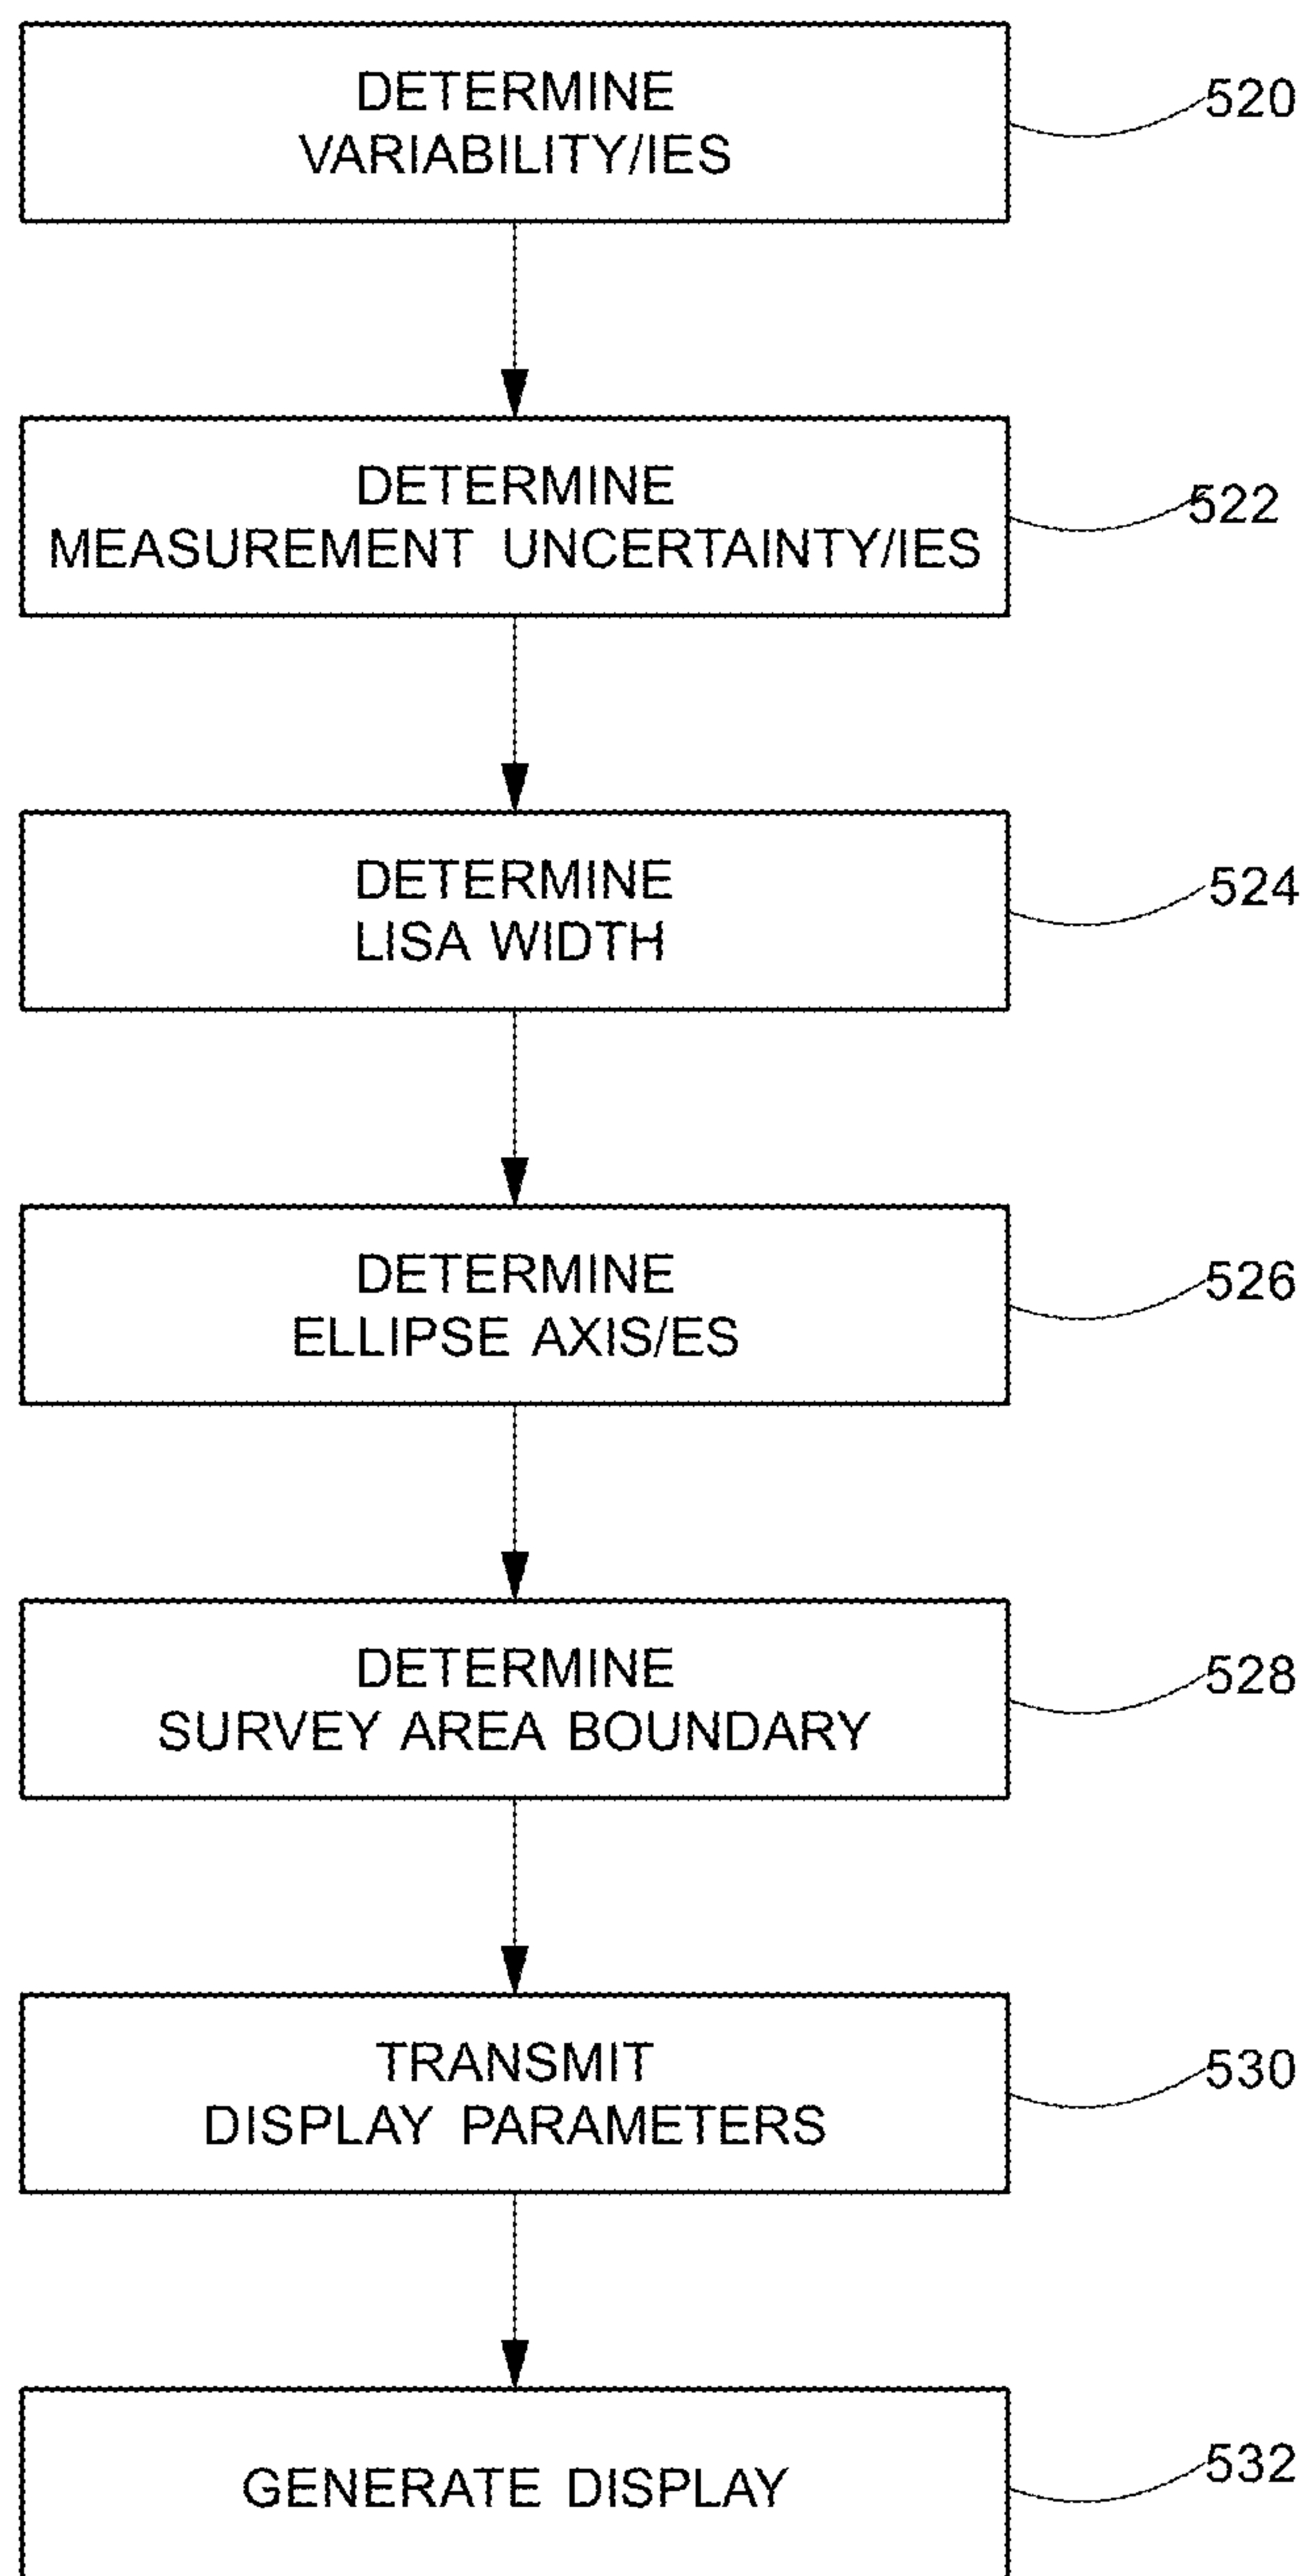 DETERMINE
VARIABILITY/IES
520
DETERMINE
MEASUREMENT UNCERTAINTY/IES
522
DETERMINE
LISA WIDTH
524
DETERMINE
ELLIPSE AXIS/ES
526
DETERMINE
SURVEY AREA BOUNDARY
528
TRANSMIT
DISPLAY PARAMETERS
530
GENERATE DISPLAY
532